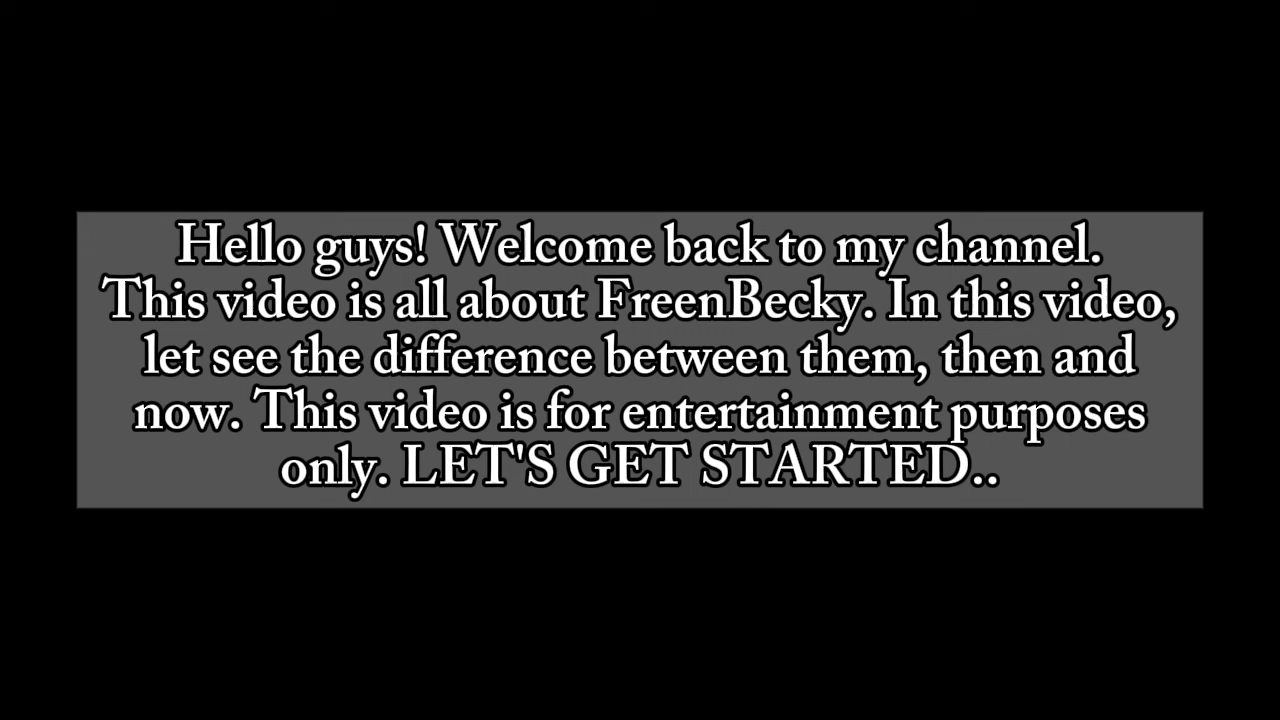 Hello guys! Welcome back to my channel.
This video is all about FreenBecky. In this video,
let see the difference between them, then and
now. This video is for entertainment purposes
only. LET'S GET STARTED..